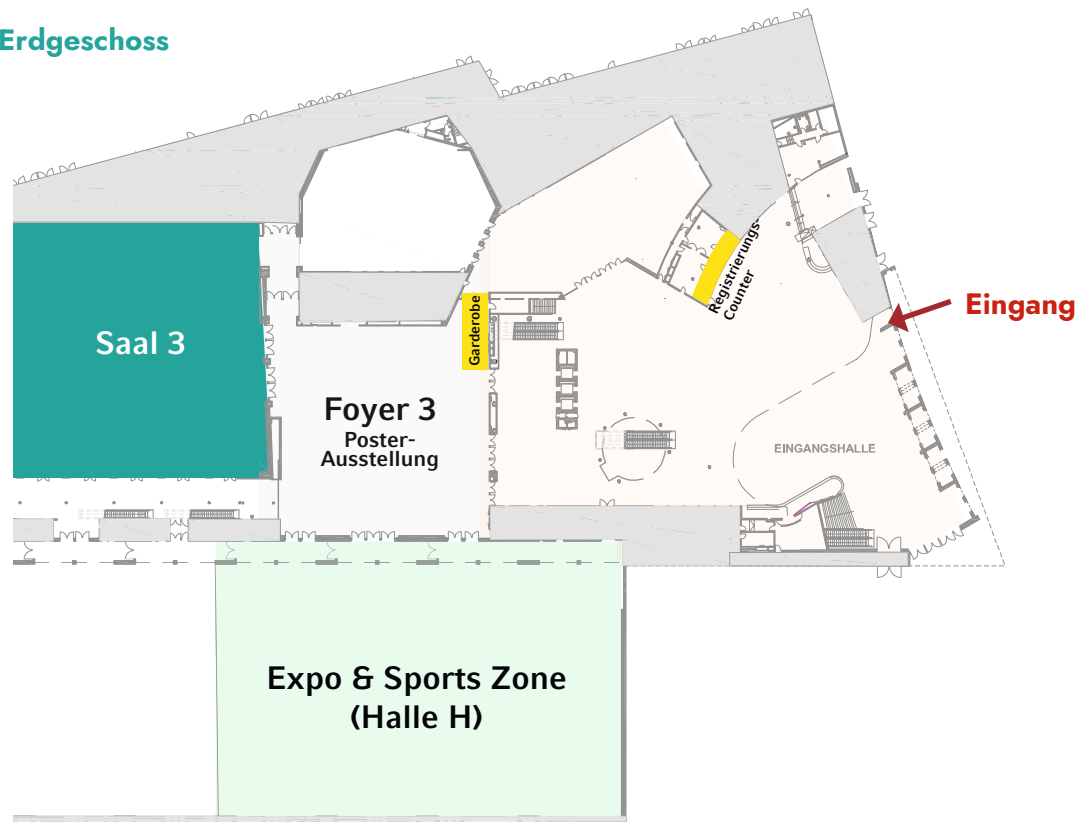 Erdgeschoss
Registrierungs-
Counter
Eingang
Garderobe
Saal 3
Foyer 3
Poster-
Ausstellung
EINGANGSHALLE
Expo & Sports Zone
(Halle H)